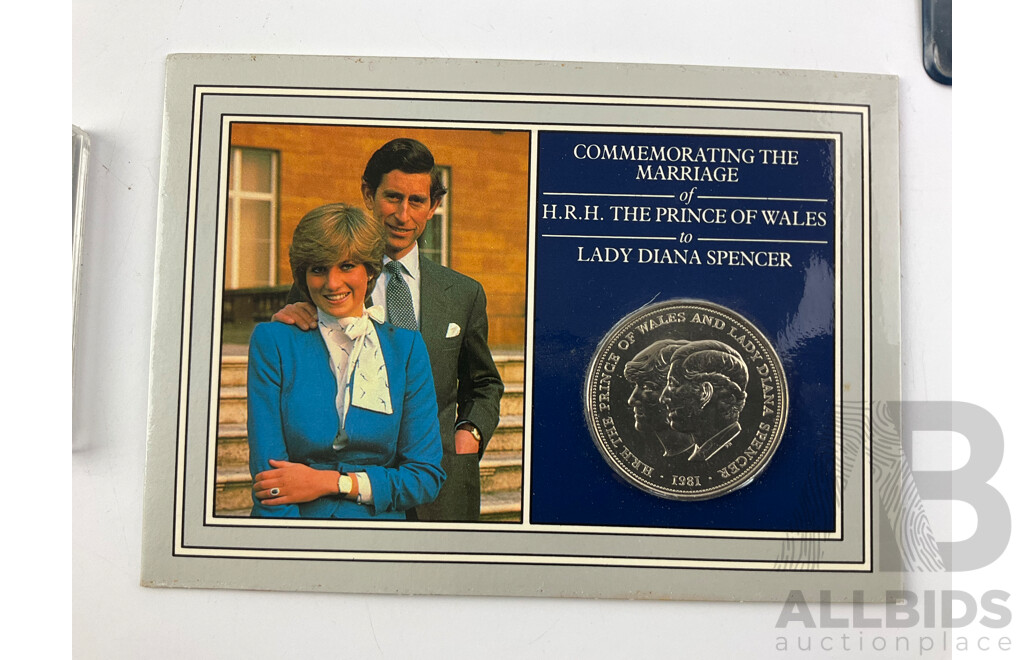 COMMEMORATING THE
MARRIAGE
of
H.R.H. THE PRINCE OF WALES
to
LADY DIANA SPENCER
HRH THE PRINCE OF WALES AND LADY DIANA SPENCER
· 1981 ·
B
ALLBIDS
auctionplace